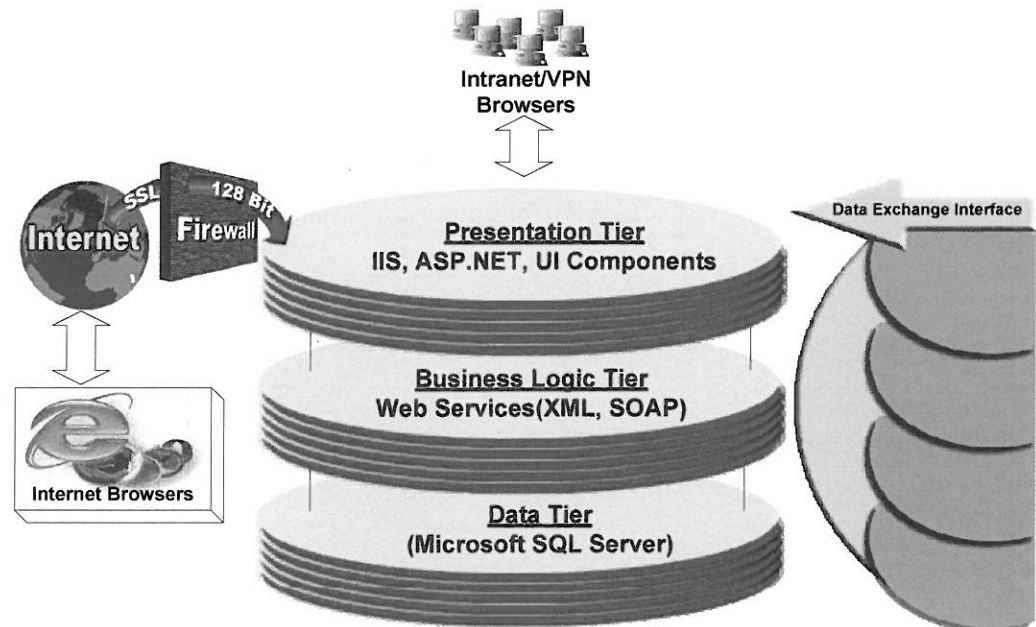 Intranet/VPN
Browsers
SSL
128 Bit
Internet
Firewall
Data Exchange Interface
Presentation Tier
IIS, ASP.NET, UI Components
Business Logic Tier
Web Services(XML, SOAP)
Internet Browsers
Data Tier
(Microsoft SQL Server)